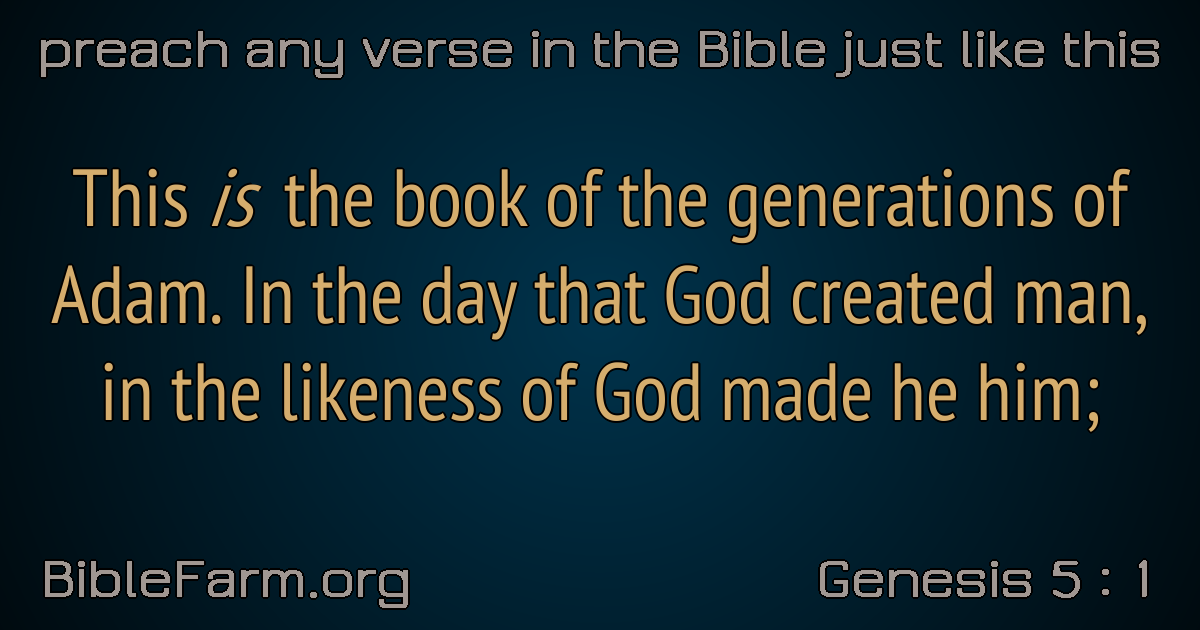 preach any verse in the Bible just like this
This is the book of the generations of
Adam. In the day that God created man,
in the likeness of God made he him;
BibleFarm.org
Genesis 5 : 1